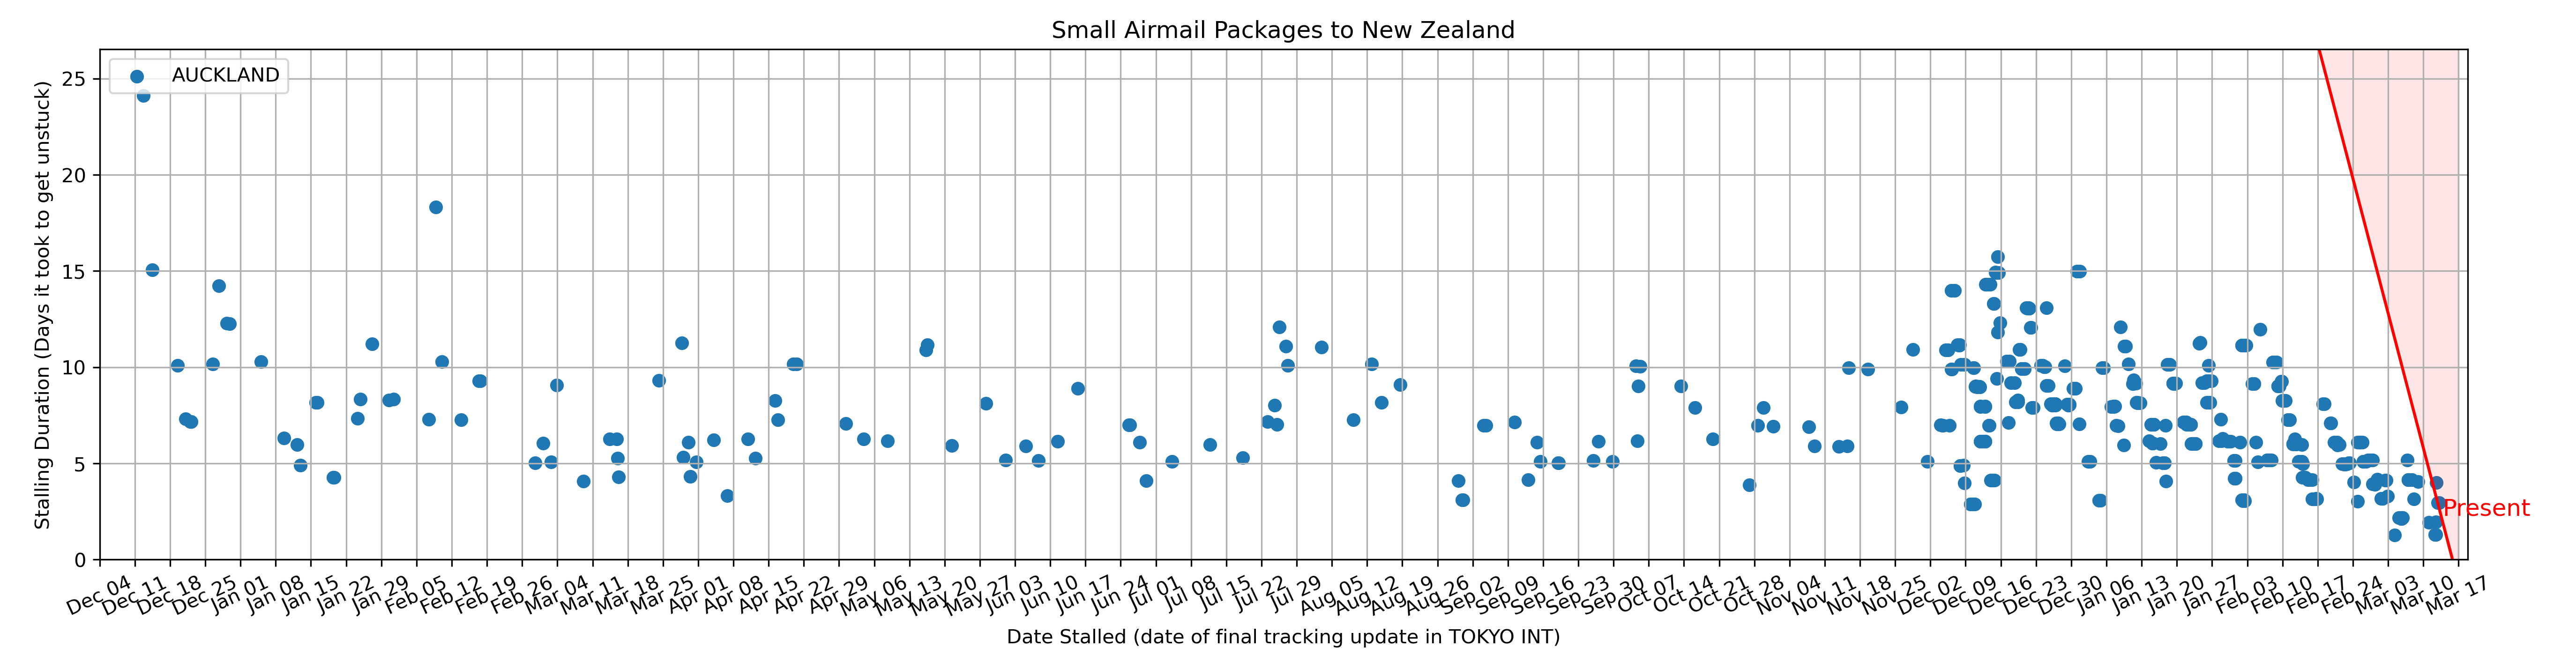 Small Airmail Packages to New Zealand
AUCKLAND
Stalling Duration (Days it took to get unstuck)
25
20
15
10
5
0
Present
Dec 04 Dec 11 Dec 18 Dec 25 Jan 01 Jan 08 Jan 15 Jan 22 Jan 29 Feb 05 Feb 12 Feb 19 Feb 26 Mar 04 Mar 11 Mar 18 Mar 25 Apr 01 Apr 08 Apr 15 Apr 22 Apr 29 May 06 May 13 May 20 May 27 Jun 03 Jun 10 Jun 17 Jun 24 Jul 01 Jul 08 Jul 15 Jul 22 Jul 29 Aug 05 Aug 12 Aug 19 Aug 26 Sep 02 Sep 09 Sep 16 Sep 23 Sep 30 Oct 07 Oct 14 Oct 21 Oct 28 Nov 04 Nov 11 Nov 18 Nov 25 Dec 02 Dec 09 Dec 16 Dec 23 Dec 30 Jan 06 Jan 13 Jan 20 Jan 27 Feb 03 Feb 10 Feb 17 Feb 24 Mar 03 Mar 10 Mar 17
Date Stalled (date of final tracking update in TOKYO INT)